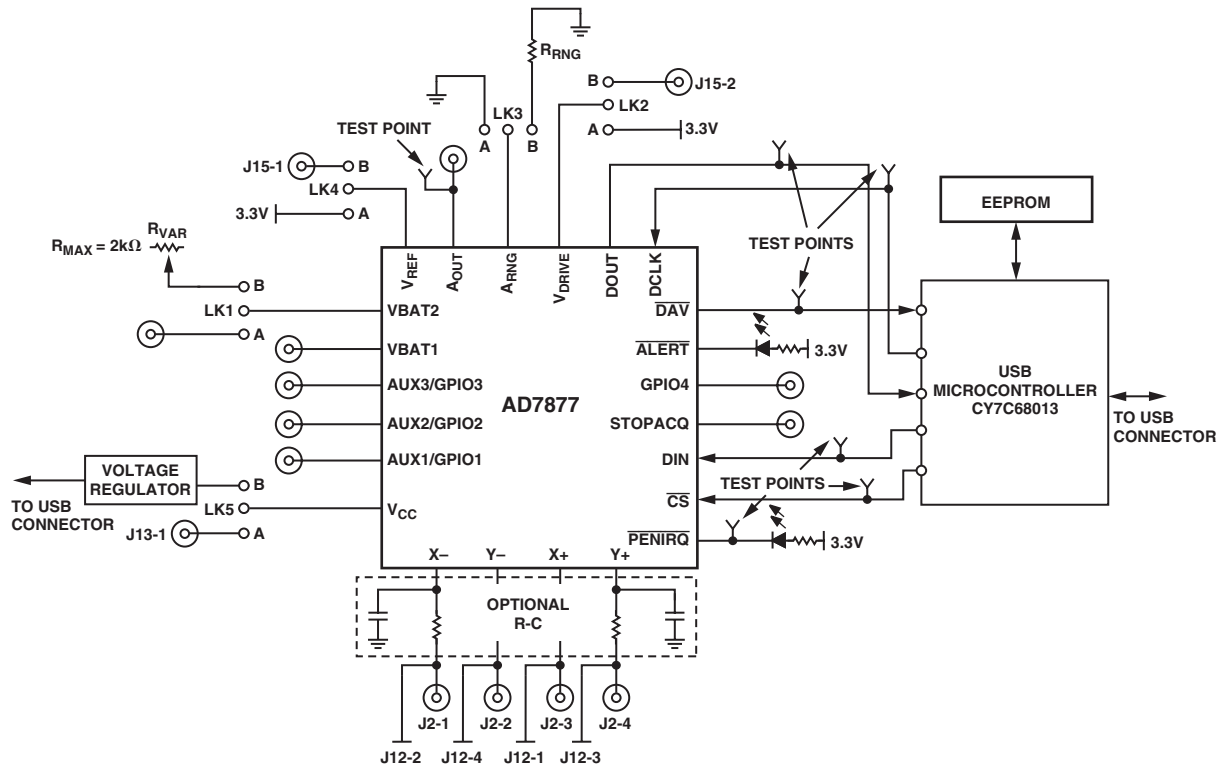 R_RNG
B
J15-2
LK2
LK3
A
B
A
3.3V
TEST POINT
J15-1
B
LK4
3.3V
A
R_VAR
R_MAX = 2kΩ
B
LK1
A
V_REF
A_OUT
A_RNG
V_DRIVE
DOUT
DCLK
TEST POINTS
EEPROM
VBAT2
VBAT1
AUX3/GPIO3
AUX2/GPIO2
AUX1/GPIO1
V_CC
AD7877
D̅A̅V̅
A̅L̅E̅R̅T̅
3.3V
GPIO4
STOPACQ
DIN
C̅S̅
P̅E̅N̅I̅R̅Q̅
TEST POINTS
3.3V
USB
MICROCONTROLLER
CY7C68013
TO USB
CONNECTOR
VOLTAGE
REGULATOR
B
TO USB
CONNECTOR
LK5
J13-1
A
X–
Y–
X+
Y+
OPTIONAL
R-C
J2-1
J2-2
J2-3
J2-4
J12-2
J12-4
J12-1
J12-3